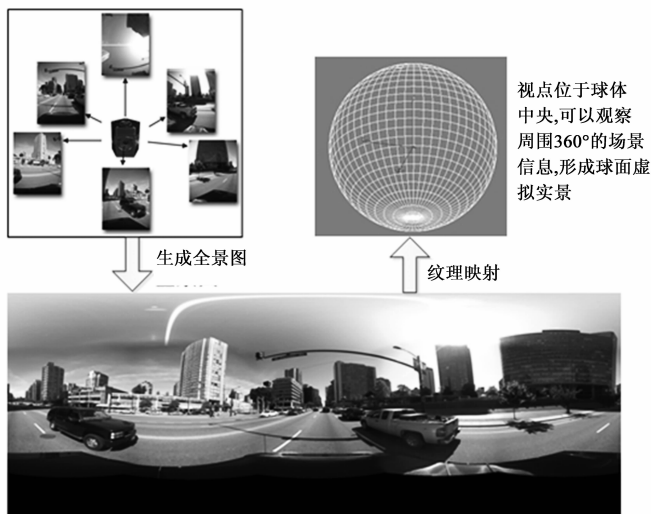 视点位于球体
中央,可以观察
周围360°的场景
信息,形成球面虚
拟实景
生成全景图
纹理映射